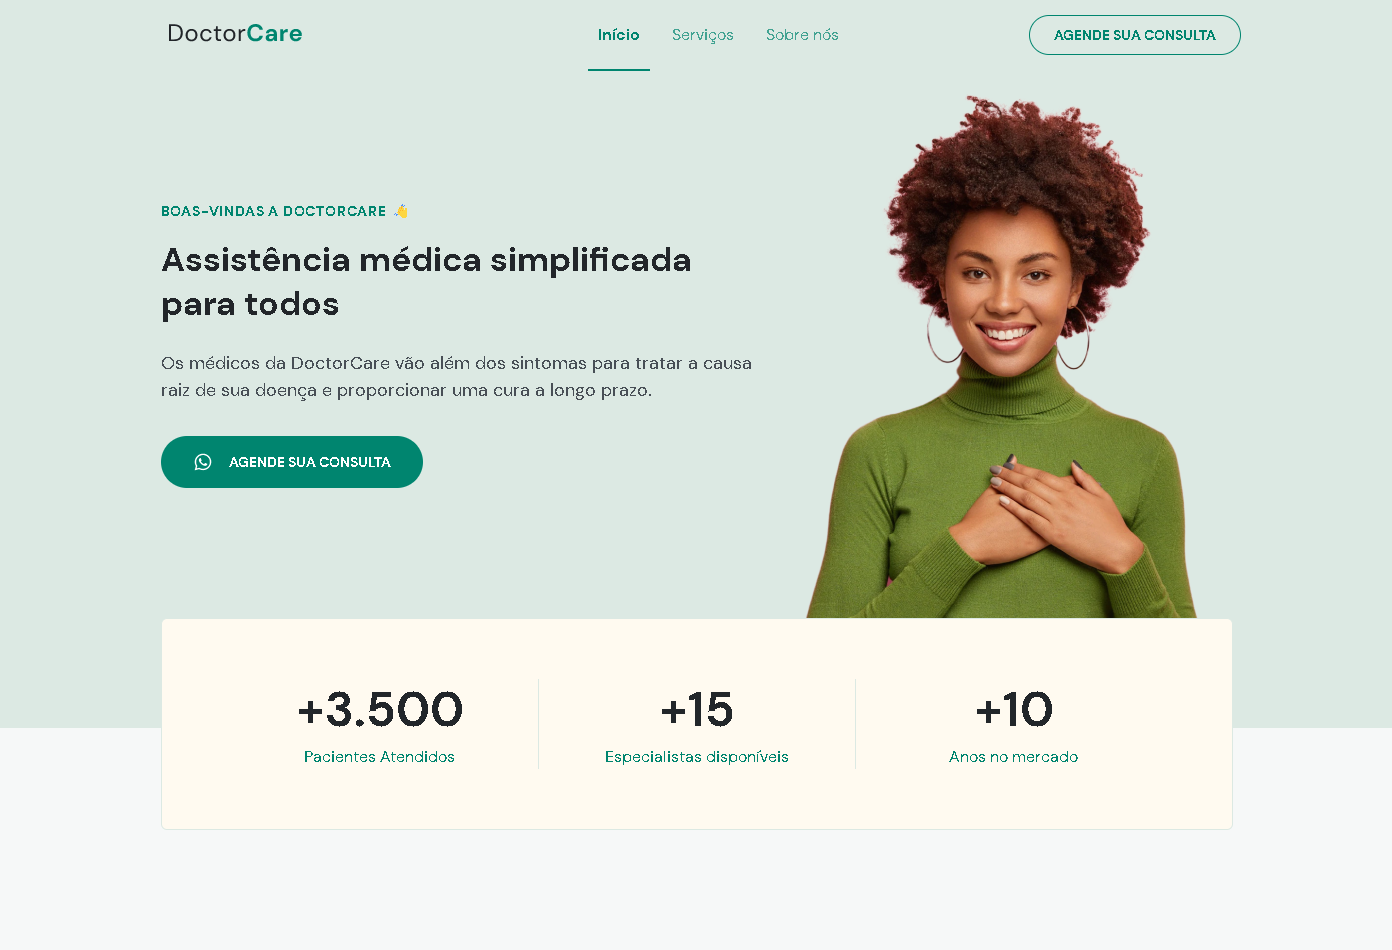 DoctorCare
Início
Serviços
Sobre nós
AGENDE SUA CONSULTA
BOAS-VINDAS A DOCTORCARE 👋
Assistência médica simplificada
para todos
Os médicos da DoctorCare vão além dos sintomas para tratar a causa
raiz de sua doença e proporcionar uma cura a longo prazo.
AGENDE SUA CONSULTA
+3.500
Pacientes Atendidos
+15
Especialistas disponíveis
+10
Anos no mercado